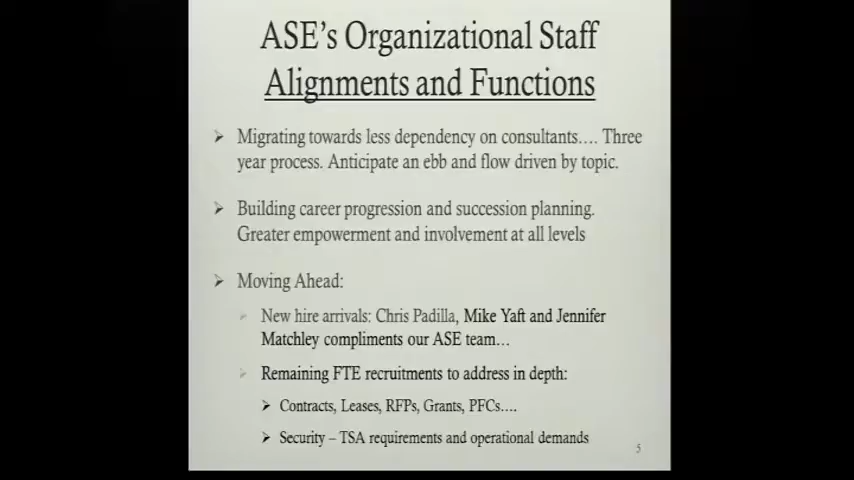 ASE's Organizational Staff
Alignments and Functions
Migrating towards less dependency on consultants.... Three
year process. Anticipate an ebb and flow driven by topic.
Building career progression and succession planning.
Greater empowerment and involvement at all levels
Moving Ahead:
New hire arrivals: Chris Padilla, Mike Yaft and Jennifer
Matchley compliments our ASE team...
Remaining FTE recruitments to address in depth:
Contracts, Leases, RFPs, Grants, PFCs....
Security – TSA requirements and operational demands
5